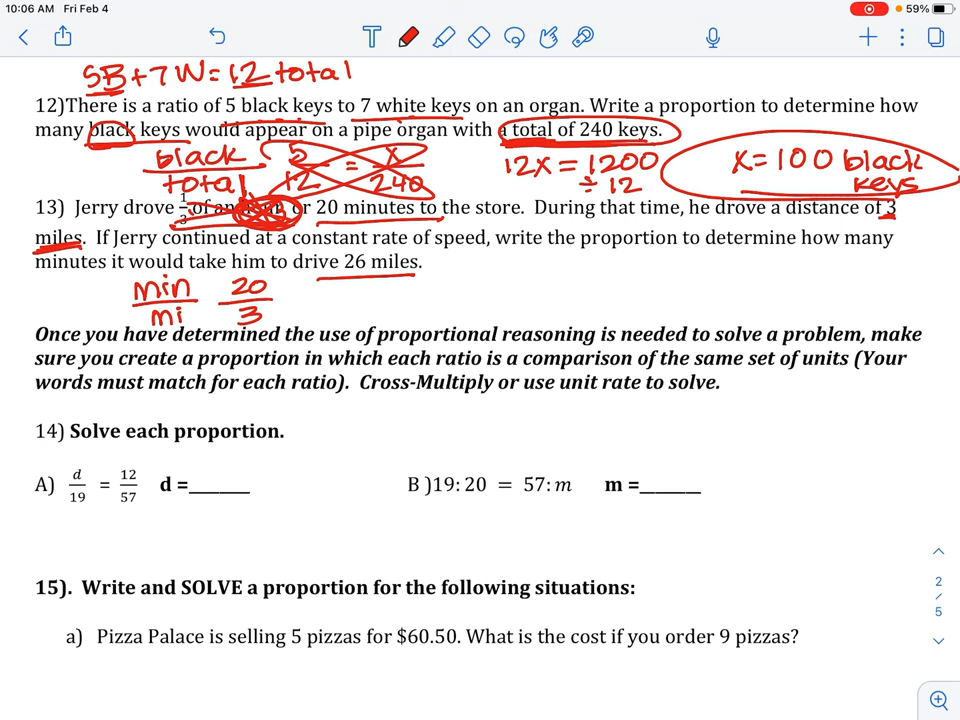 10:06 AM Fri Feb 4
59%
5B + 7W = 12 total
12)There is a ratio of 5 black keys to 7 white keys on an organ. Write a proportion to determine how
many black keys would appear on a pipe organ with a total of 240 keys.
black/total 5/12 = x/240 12x = 1200 ÷ 12 x = 100 black keys
13) Jerry drove 1/3 of an or 20 minutes to the store. During that time, he drove a distance of 3
miles. If Jerry continued at a constant rate of speed, write the proportion to determine how many
minutes it would take him to drive 26 miles.
min/mi 20/3
Once you have determined the use of proportional reasoning is needed to solve a problem, make
sure you create a proportion in which each ratio is a comparison of the same set of units (Your
words must match for each ratio). Cross-Multiply or use unit rate to solve.
14) Solve each proportion.
A) d/19 = 12/57 d =_______ B )19: 20 = 57: m m =________
15). Write and SOLVE a proportion for the following situations:
a) Pizza Palace is selling 5 pizzas for $60.50. What is the cost if you order 9 pizzas?
2
/
5